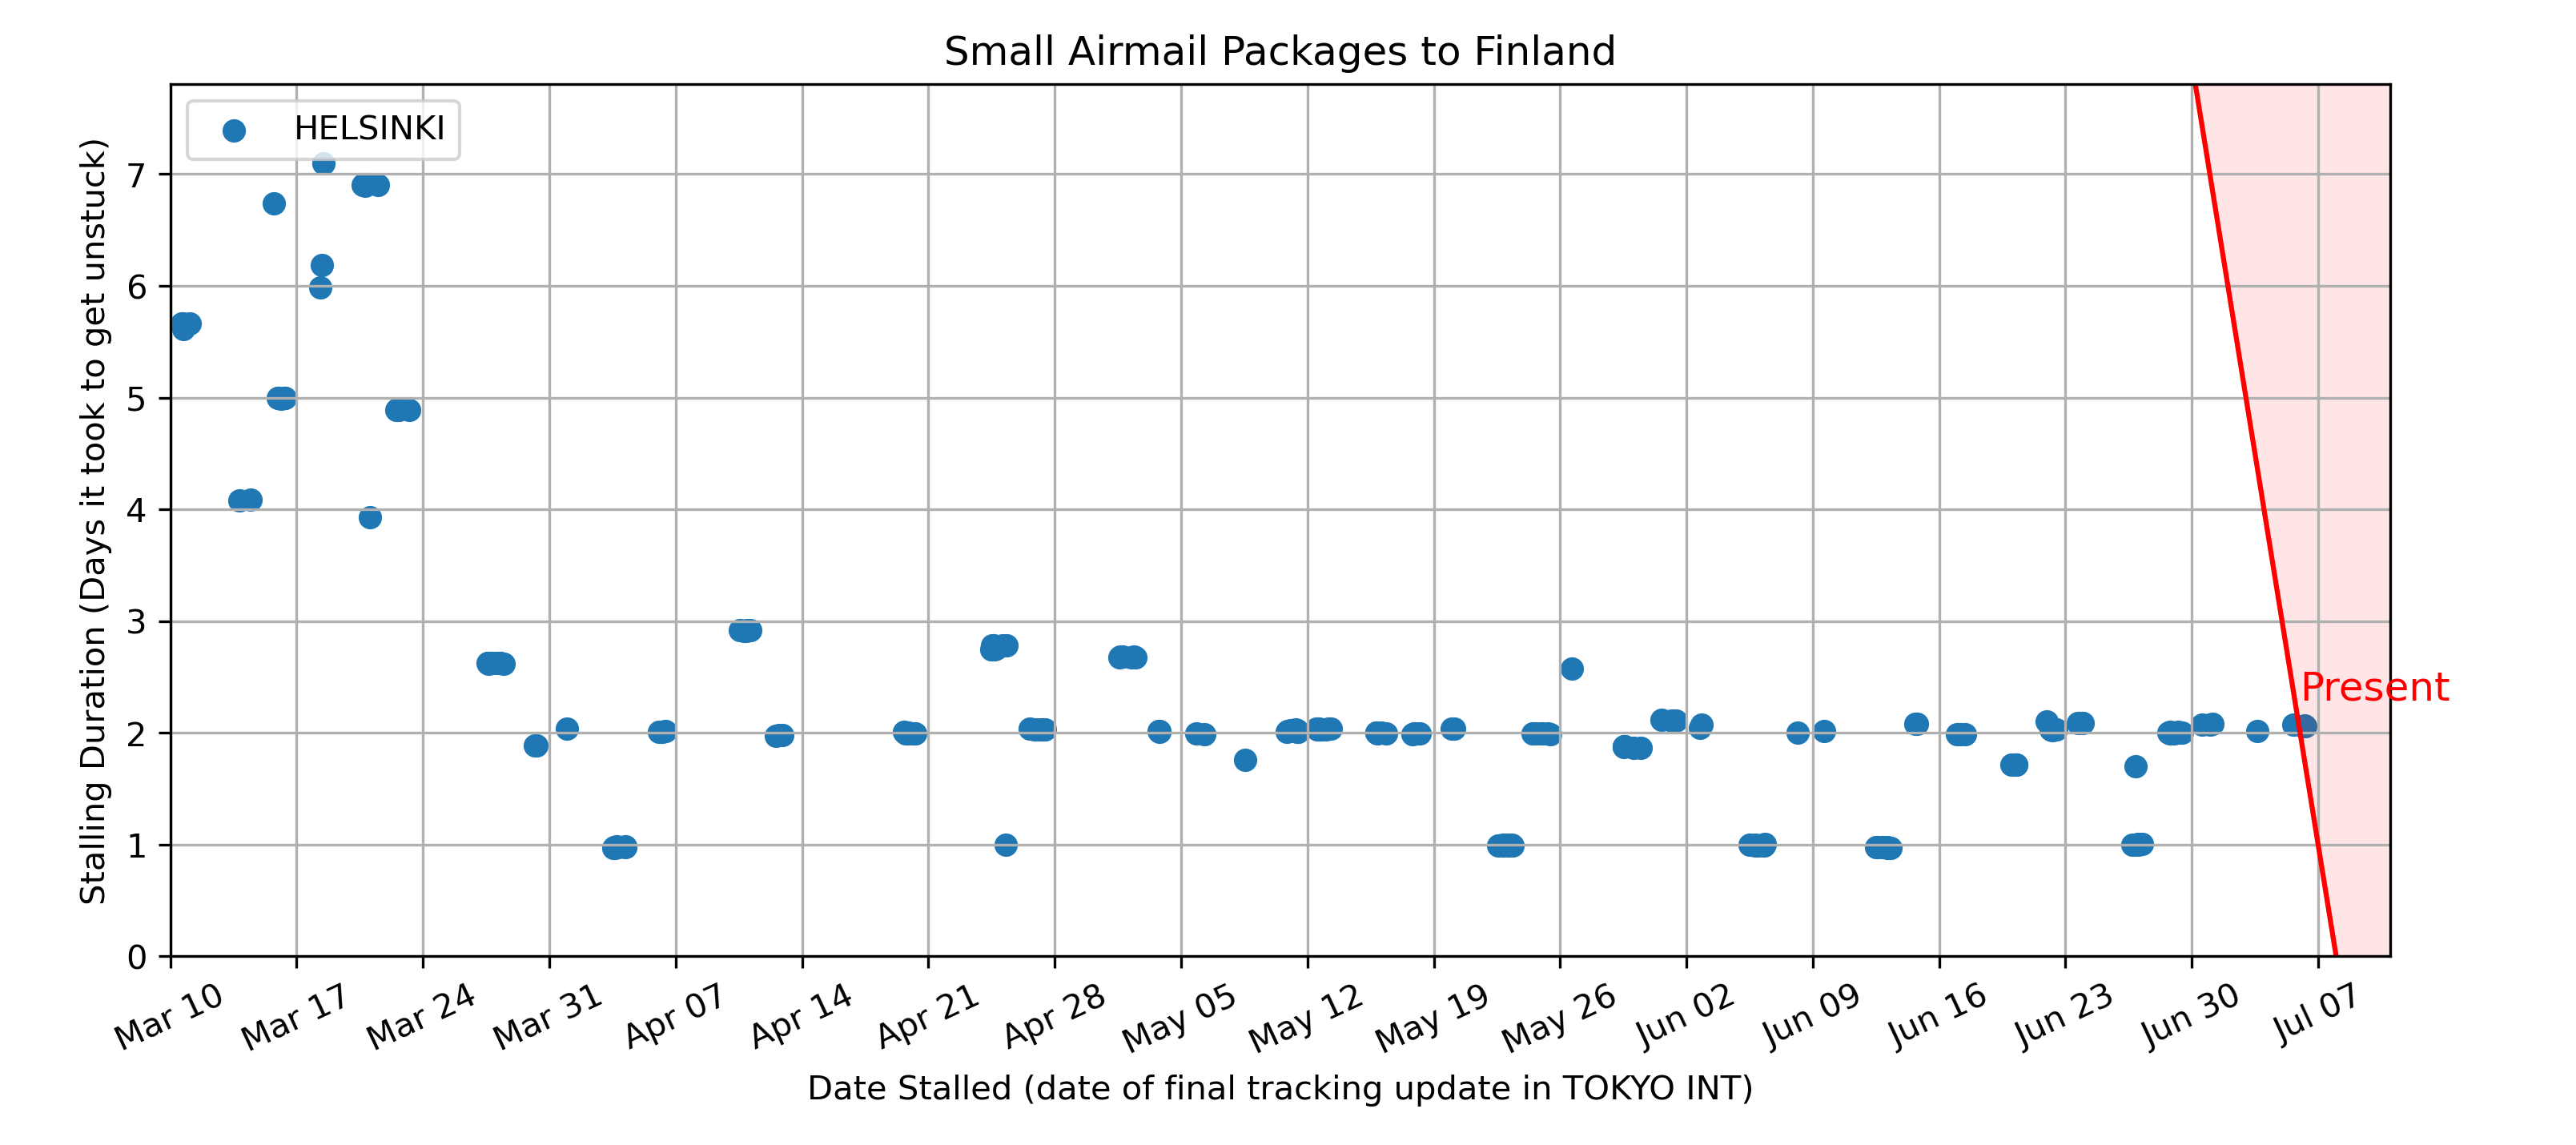 Small Airmail Packages to Finland
HELSINKI
Stalling Duration (Days it took to get unstuck)
7
6
5
4
3
2
1
0
Present
Mar 10
Mar 17
Mar 24
Mar 31
Apr 07
Apr 14
Apr 21
Apr 28
May 05
May 12
May 19
May 26
Jun 02
Jun 09
Jun 16
Jun 23
Jun 30
Jul 07
Date Stalled (date of final tracking update in TOKYO INT)